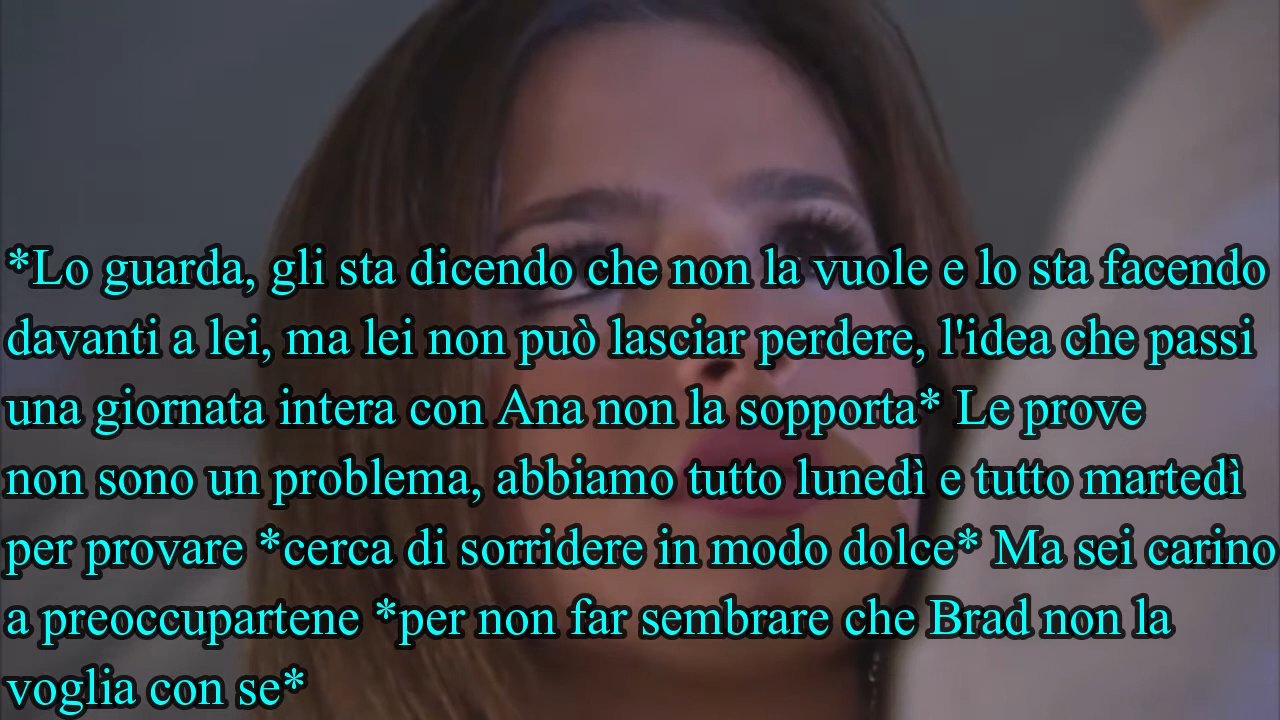 *Lo guarda, gli sta dicendo che non la vuole e lo sta facendo
davanti a lei, ma lei non può lasciar perdere, l'idea che passi
una giornata intera con Ana non la sopporta* Le prove
non sono un problema, abbiamo tutto lunedì e tutto martedì
per provare *cerca di sorridere in modo dolce* Ma sei carino
a preoccupartene *per non far sembrare che Brad non la
voglia con se*